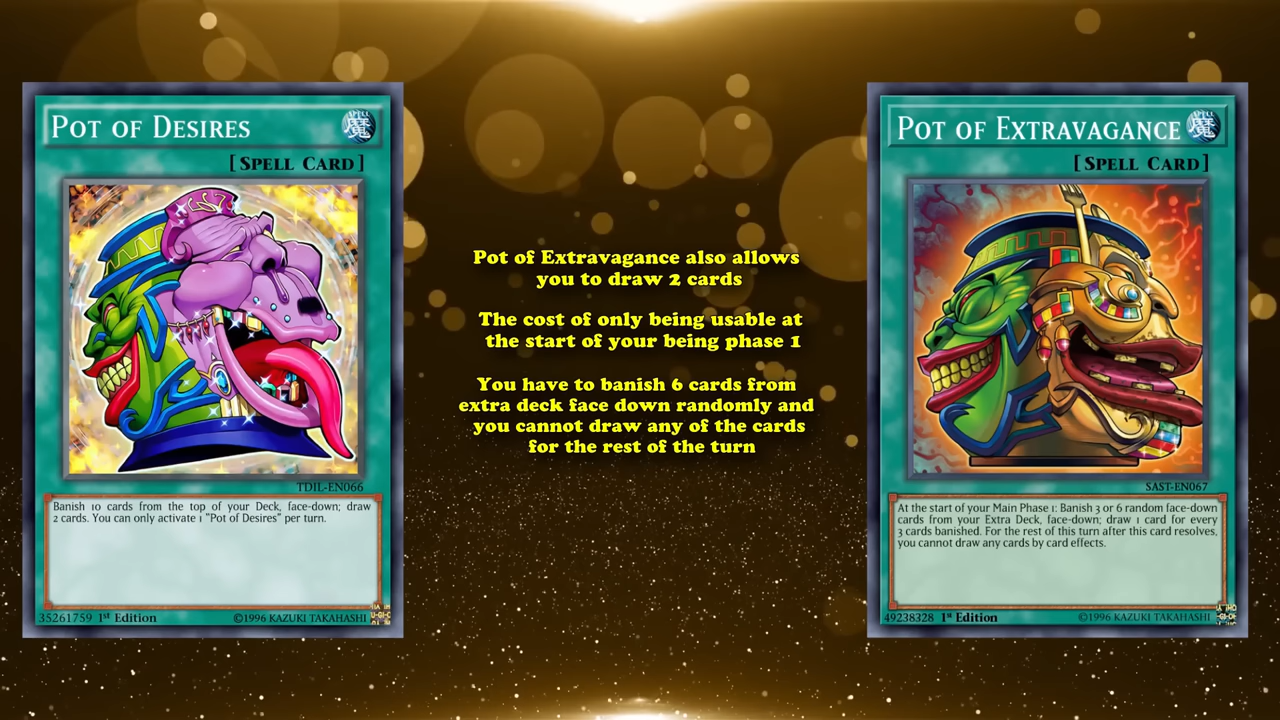 POT OF DESIRES
[SPELL CARD]
TDIL-EN066
Banish 10 cards from the top of your Deck, face-down; draw
2 cards. You can only activate 1 "Pot of Desires" per turn.
35261759 1st Edition
©1996 KAZUKI TAKAHASHI
Pot of Extravagance also allows
you to draw 2 cards
The cost of only being usable at
the start of your being phase 1
You have to banish 6 cards from
extra deck face down randomly and
you cannot draw any of the cards
for the rest of the turn
POT OF EXTRAVAGANCE
魔
[SPELL CARD]
SAST-EN067
At the start of your Main Phase 1: Banish 3 or 6 random face-down
cards from your Extra Deck, face-down; draw 1 card for every
3 cards banished. For the rest of this turn after this card resolves,
you cannot draw any cards by card effects.
49238328 1st Edition
©1996 KAZUKI TAKAHASHI